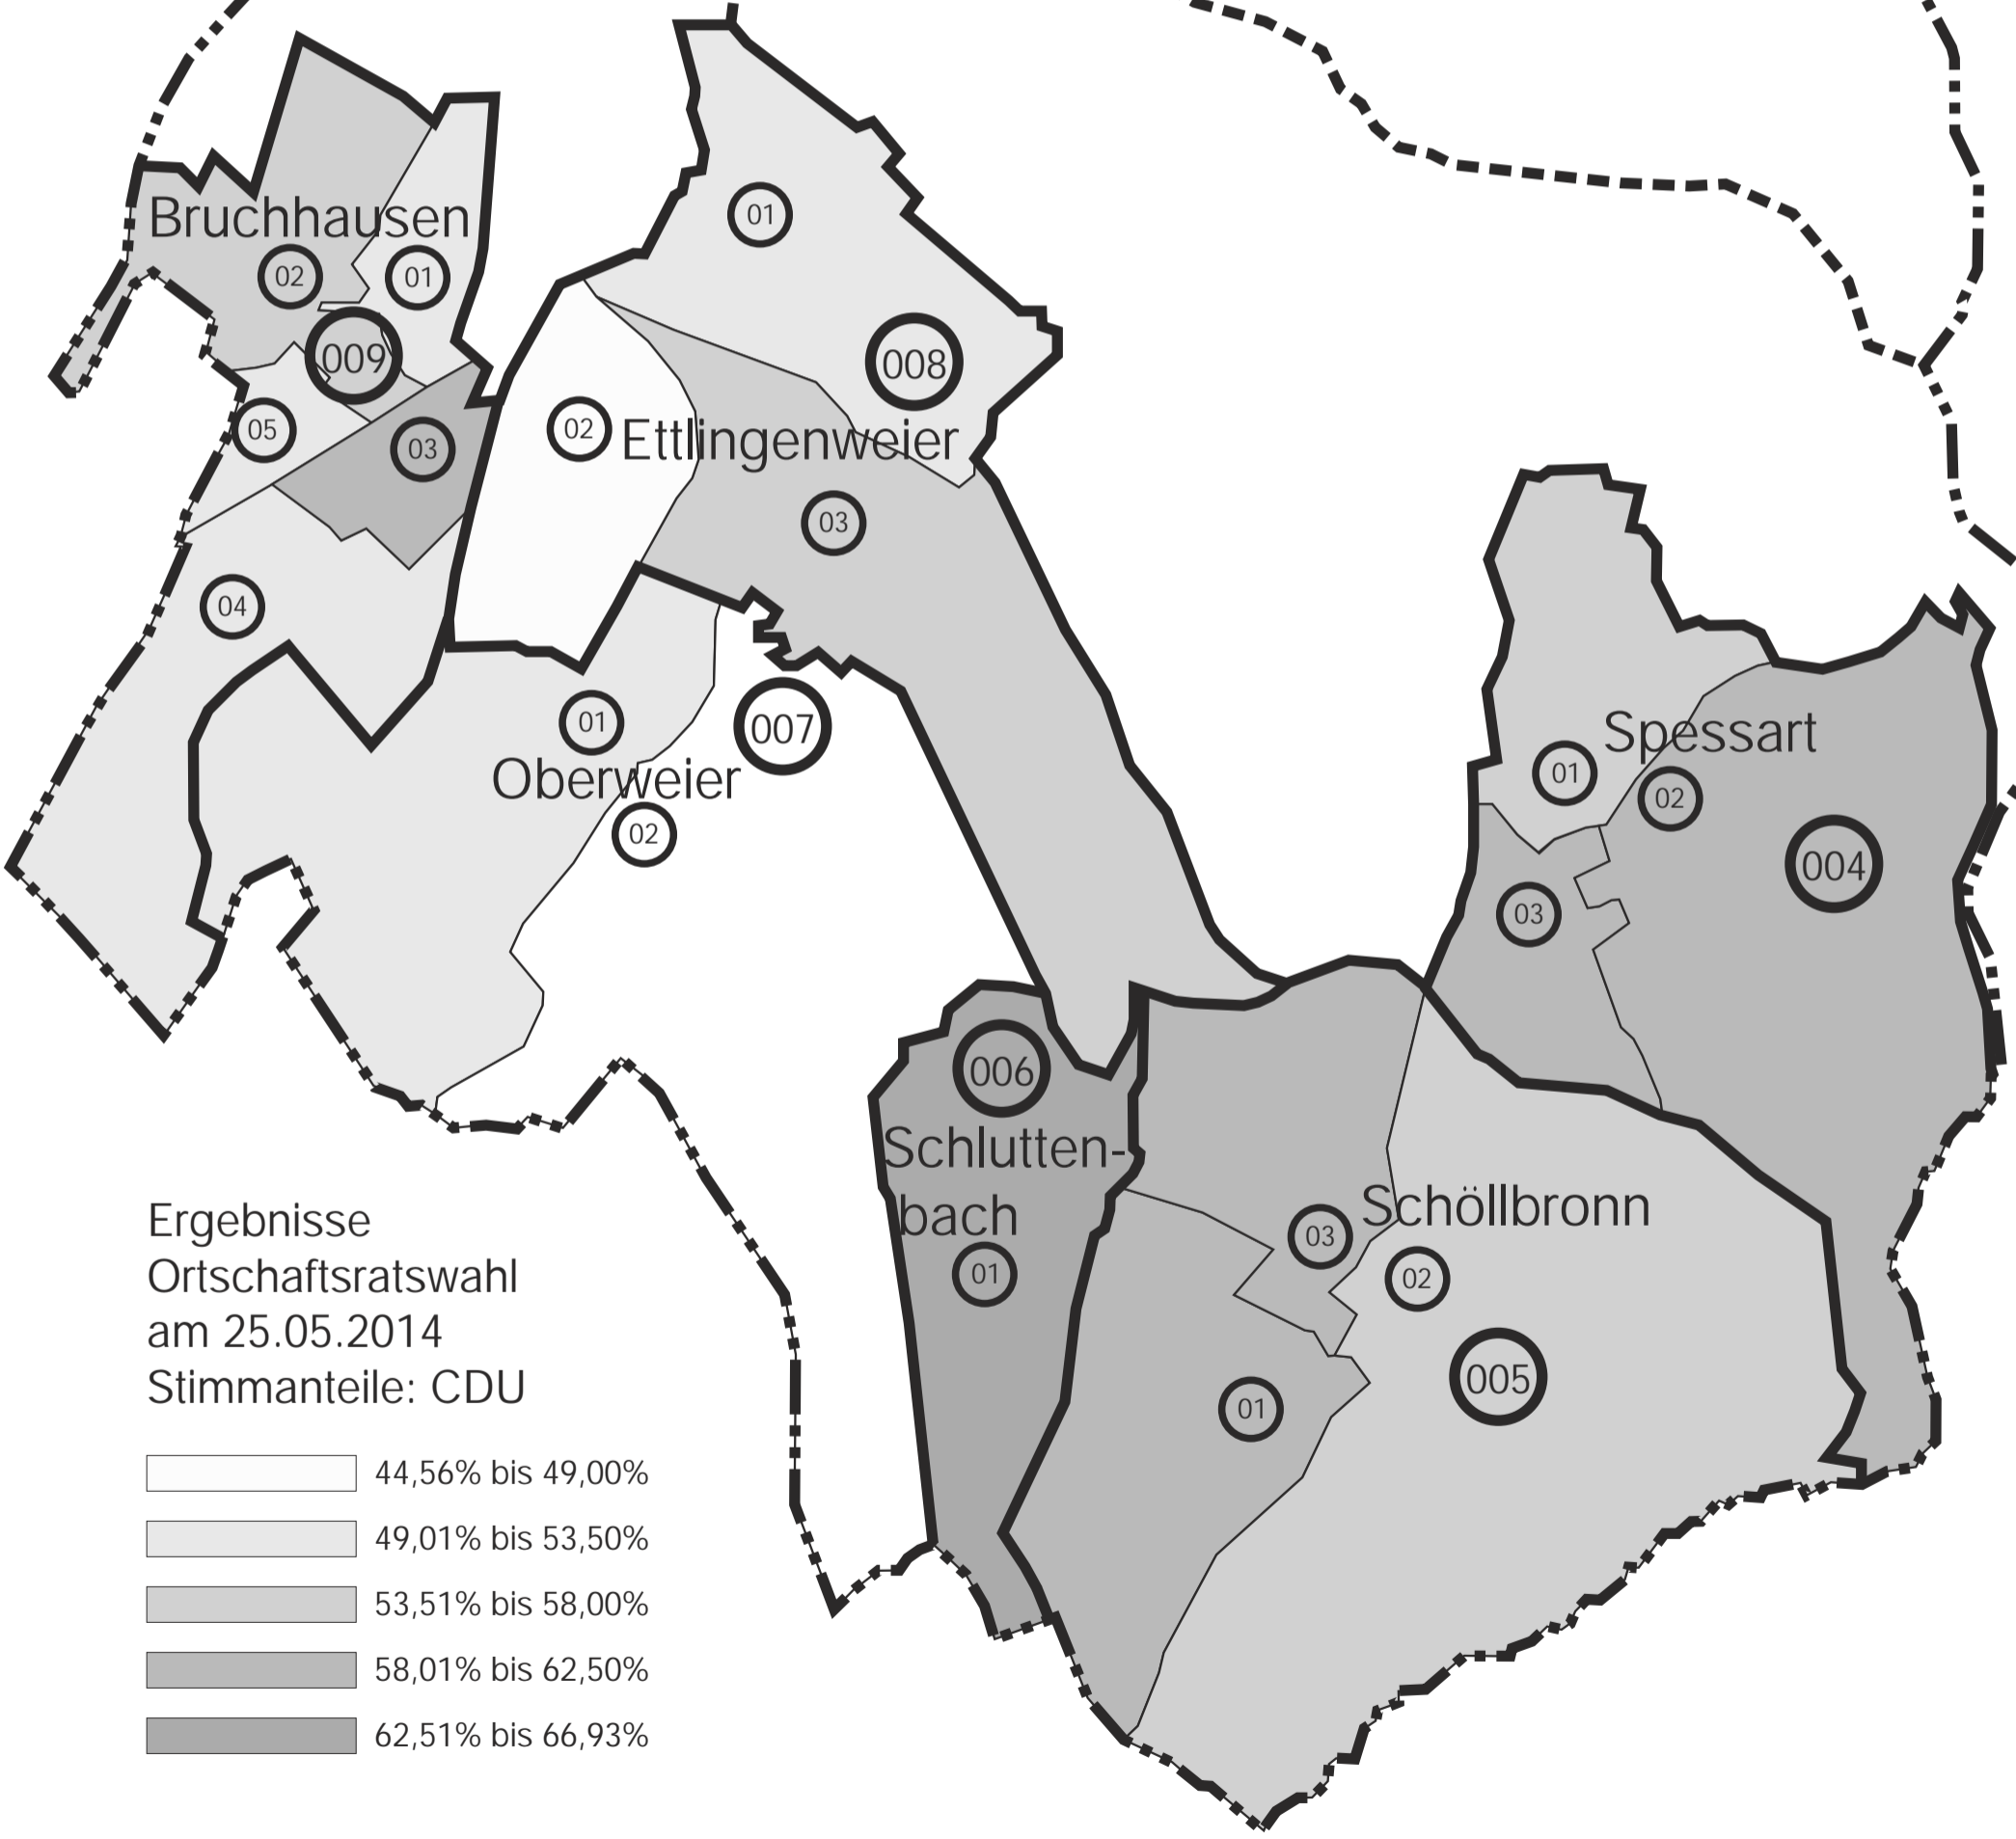 01
Bruchhausen
02
01
009
008
05
03
02
Ettlingenweier
03
04
01
007
Oberweier
02
Spessart
01
02
004
03
006
Schlutten-
bach
01
Schöllbronn
03
02
005
01
Ergebnisse
Ortschaftsratswahl
am 25.05.2014
Stimmanteile: CDU
44,56% bis 49,00%
49,01% bis 53,50%
53,51% bis 58,00%
58,01% bis 62,50%
62,51% bis 66,93%